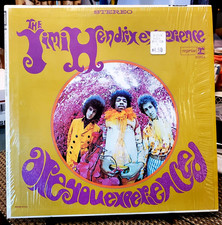 STEREO
THE
Jimi Hendrix experience
are you experienced